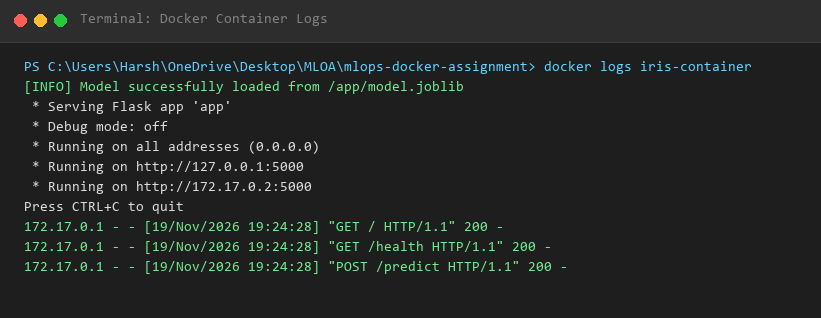 Terminal: Docker Container Logs
PS C:\Users\Harsh\OneDrive\Desktop\MLOA\mlops-docker-assignment> docker logs iris-container
[INFO] Model successfully loaded from /app/model.joblib
* Serving Flask app 'app'
* Debug mode: off
* Running on all addresses (0.0.0.0)
* Running on http://127.0.0.1:5000
* Running on http://172.17.0.2:5000
Press CTRL+C to quit
172.17.0.1 - - [19/Nov/2026 19:24:28] "GET / HTTP/1.1" 200 -
172.17.0.1 - - [19/Nov/2026 19:24:28] "GET /health HTTP/1.1" 200 -
172.17.0.1 - - [19/Nov/2026 19:24:28] "POST /predict HTTP/1.1" 200 -